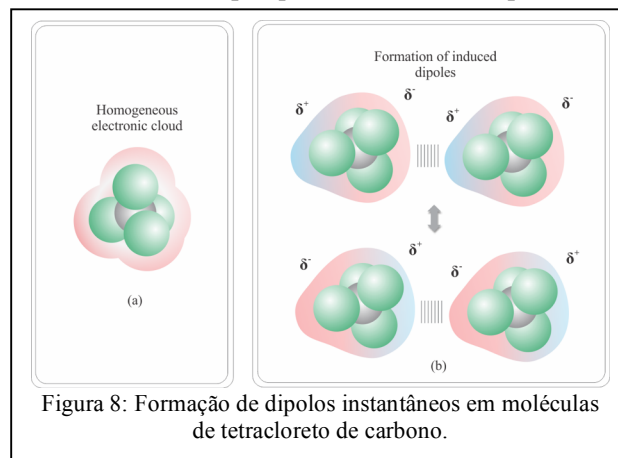 Homogeneous
electronic cloud
(a)
Formation of induced
dipoles
δ+ δ- δ+ δ-
δ- δ+ δ- δ+
(b)
Figura 8: Formação de dipolos instantâneos em moléculas
de tetracloreto de carbono.